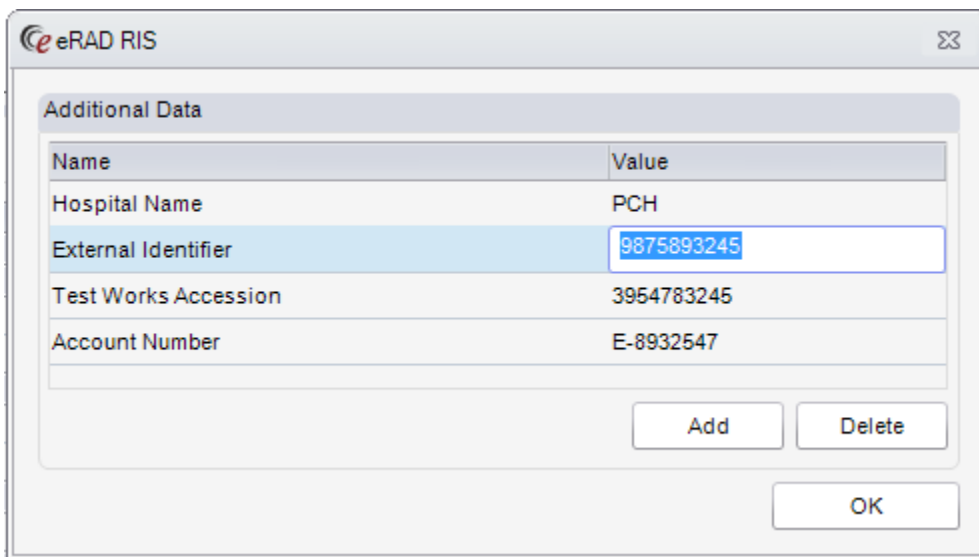 eRAD RIS
Additional Data
Name Value
Hospital Name PCH
External Identifier 9875893245
Test Works Accession 3954783245
Account Number E-8932547
Add Delete
OK